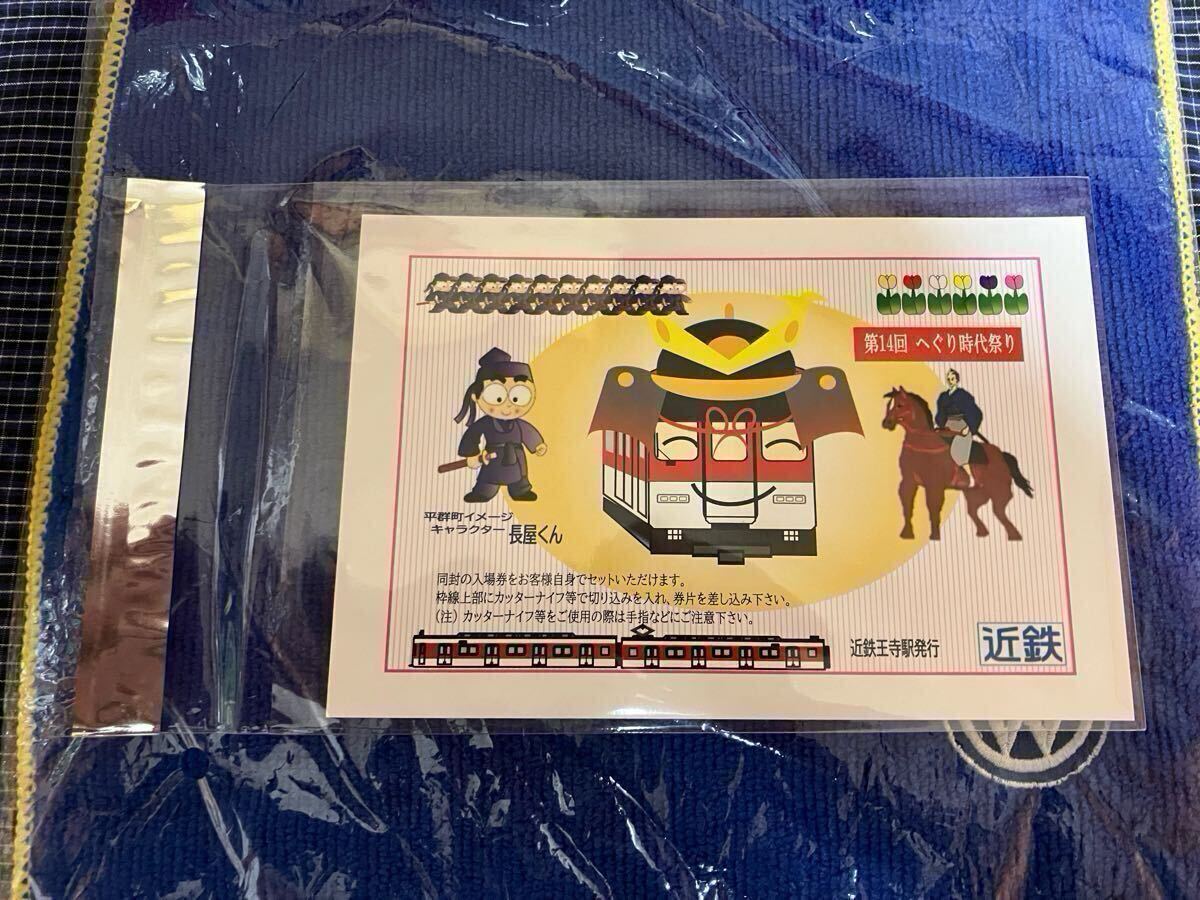 第14回 へぐり時代祭り
平群町イメージ
キャラクター 長屋くん
同封の入場券をお客様自身でセットいただけます。
枠線上部にカッターナイフ等で切り込みを入れ、券片を差し込み下さい。
（注）カッターナイフ等をご使用の際は手指などにご注意下さい。
近鉄王寺駅発行
近鉄